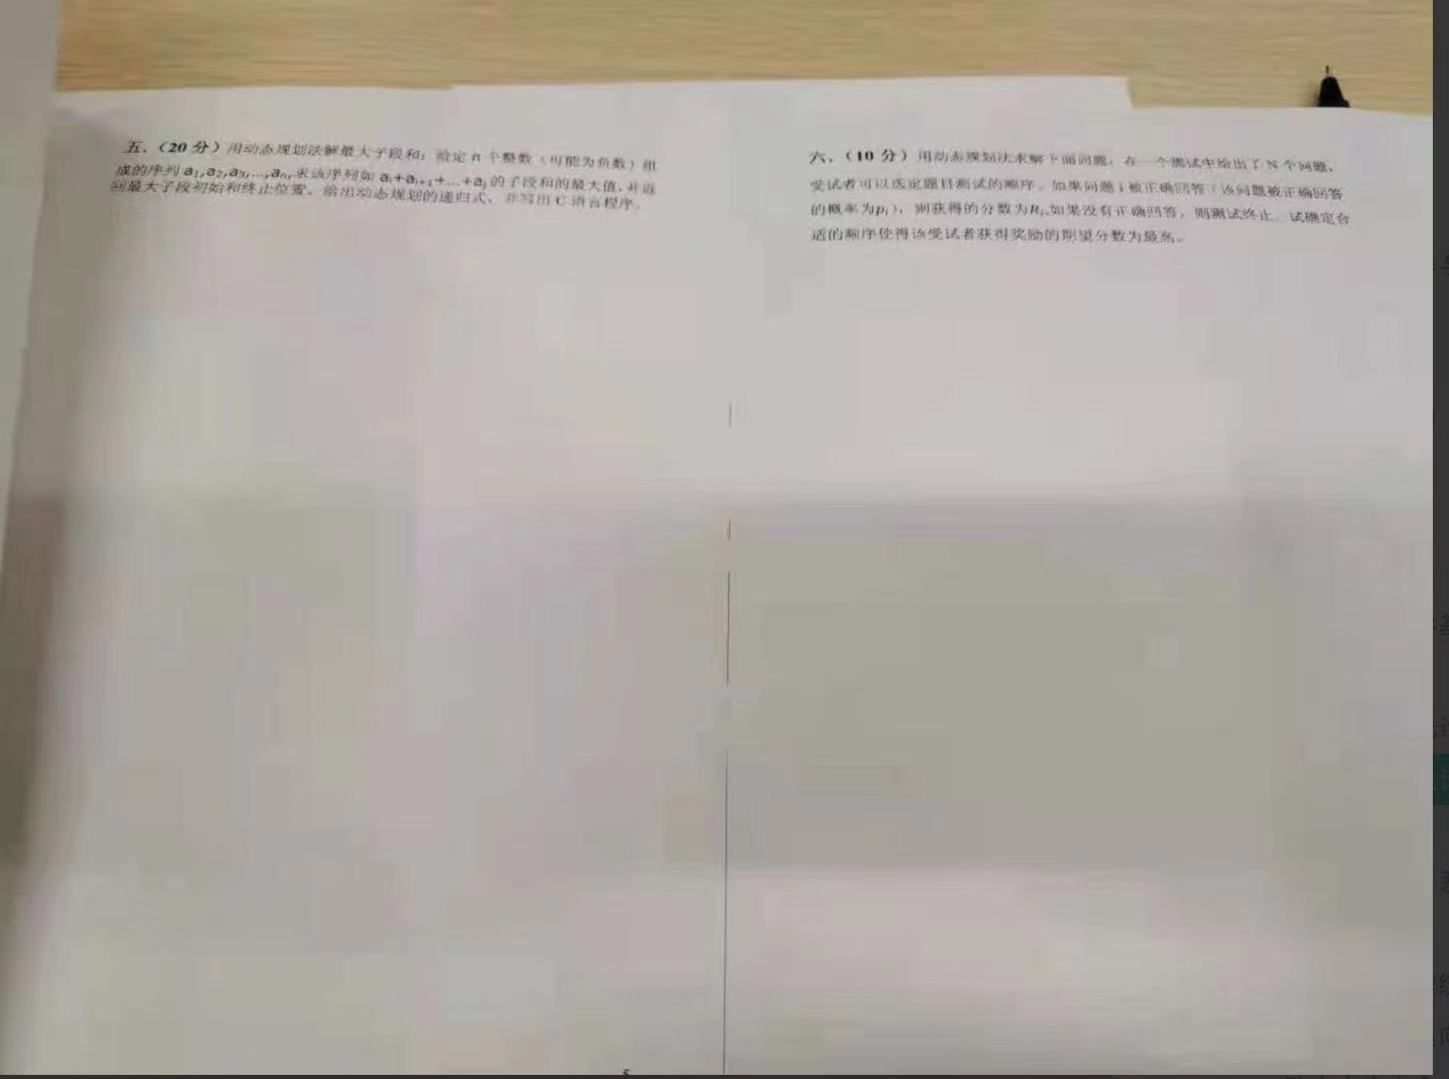 五.（20 分）用动态规划法解最大子段和：给定 n 个整数（可能为负数）组
成的序列 a₁,a₂,a₃,...,aₙ,求该序列如 aᵢ+aᵢ₊₁+...+aⱼ 的子段和的最大值,并返
回最大子段初始和终止位置。给出动态规划的递归式，并写出 C 语言程序。
六.（10 分）用动态规划法求解下面问题：在一个测试中给出了 N 个问题，
受试者可以选定题目测试的顺序。如果问题 i 被正确回答（该问题被正确回答
的概率为pᵢ），则获得的分数为Rᵢ,如果没有正确回答，则测试终止。试确定合
适的顺序使得该受试者获得奖励的期望分数为最高。
5